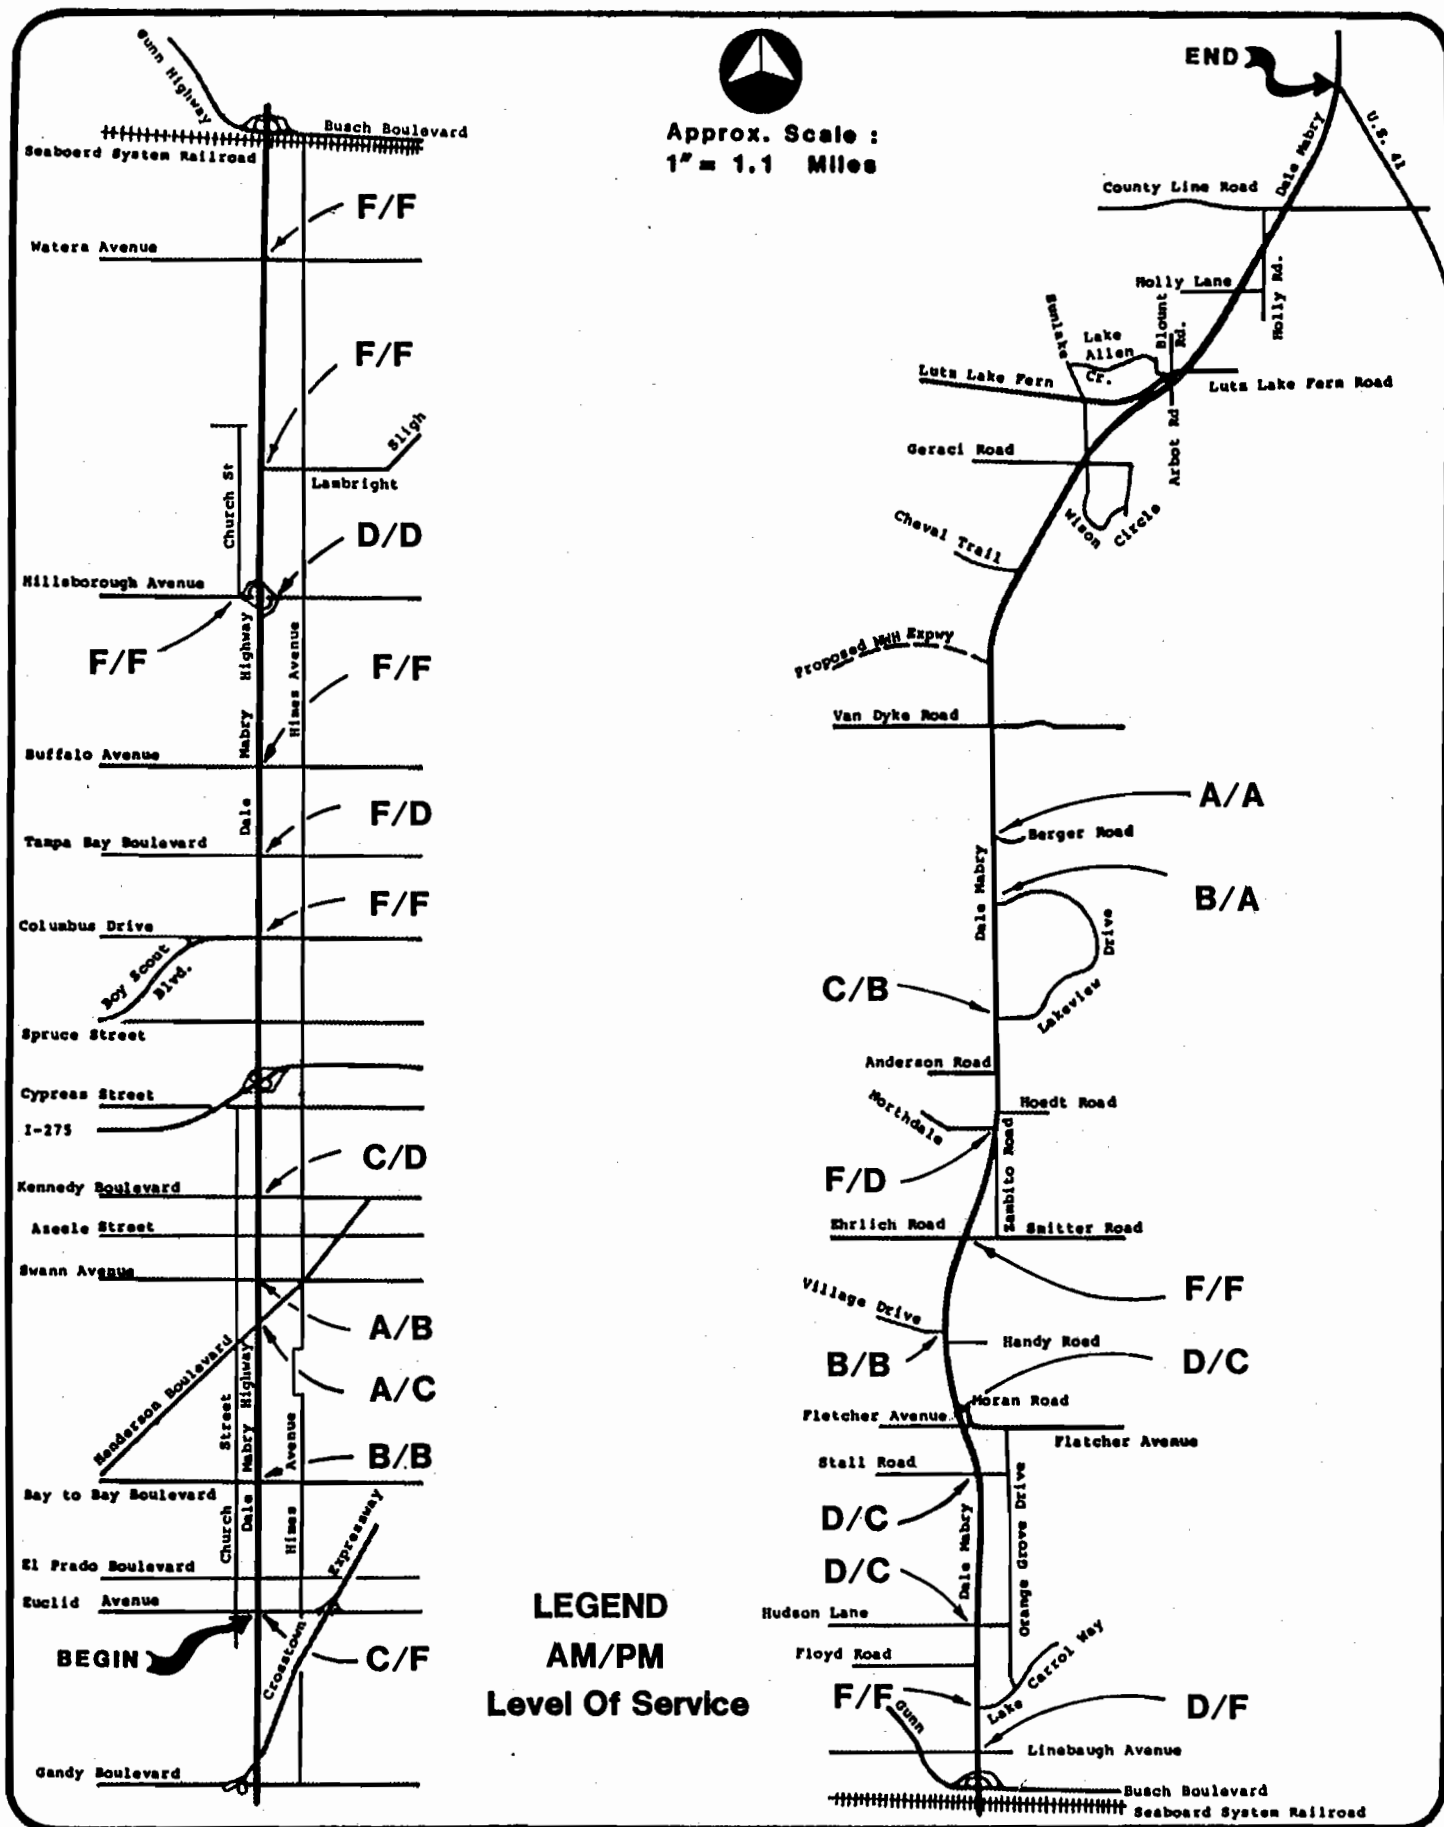 Gunn Highway
Busch Boulevard
Seaboerd System Railroad
F/F
Watera Avenue
F/F
Sligh
Lambright
Church St
D/D
Hillsborough Avenue
F/F
Dale Mabry Highway
Himes Avenue
F/F
Buffalo Avenue
F/D
Tampa Bay Boulevard
F/F
Columbus Drive
Boy Scout
Blvd.
Spruce Street
Cypreas Street
I-275
C/D
Kennedy Boulevard
Azeele Street
Swann Avenue
A/B
Henderson Boulevard
A/C
Church Street
Dale Mabry Highway
Himes Avenue
B/B
Bay to Bay Boulevard
El Prado Boulevard
Euclid Avenue
BEGIN
Crosstown Expressway
C/F
Gandy Boulevard
Approx. Scale :
1" = 1.1 Miles
LEGEND
AM/PM
Level Of Service
END
U.S. 41
Dale Mabry
County Line Road
Holly Lane
Holly Rd.
Sunlake
Lake
Allen
Cr.
Blount
Rd.
Lutz Lake Fern
Lutz Lake Fern Road
Arbot Rd
Geraci Road
Wison Circle
Cheval Trail
Proposed NWH Expwy
Van Dyke Road
A/A
Berger Road
Dale Mabry
B/A
C/B
Lakeview Drive
Anderson Road
Hoedt Road
Northdale
Zambito Road
F/D
Ehrlich Road
Smitter Road
F/F
Village Drive
Handy Road
B/B
D/C
Moran Road
Fletcher Avenue
Flatcher Avenue
Stall Road
D/C
Dale Mabry
Orange Grove Drive
D/C
Hudson Lane
Floyd Road
Lake Carrol Way
F/F
Gunn
D/F
Linebaugh Avenue
Busch Boulevard
Seaboard System Railroad